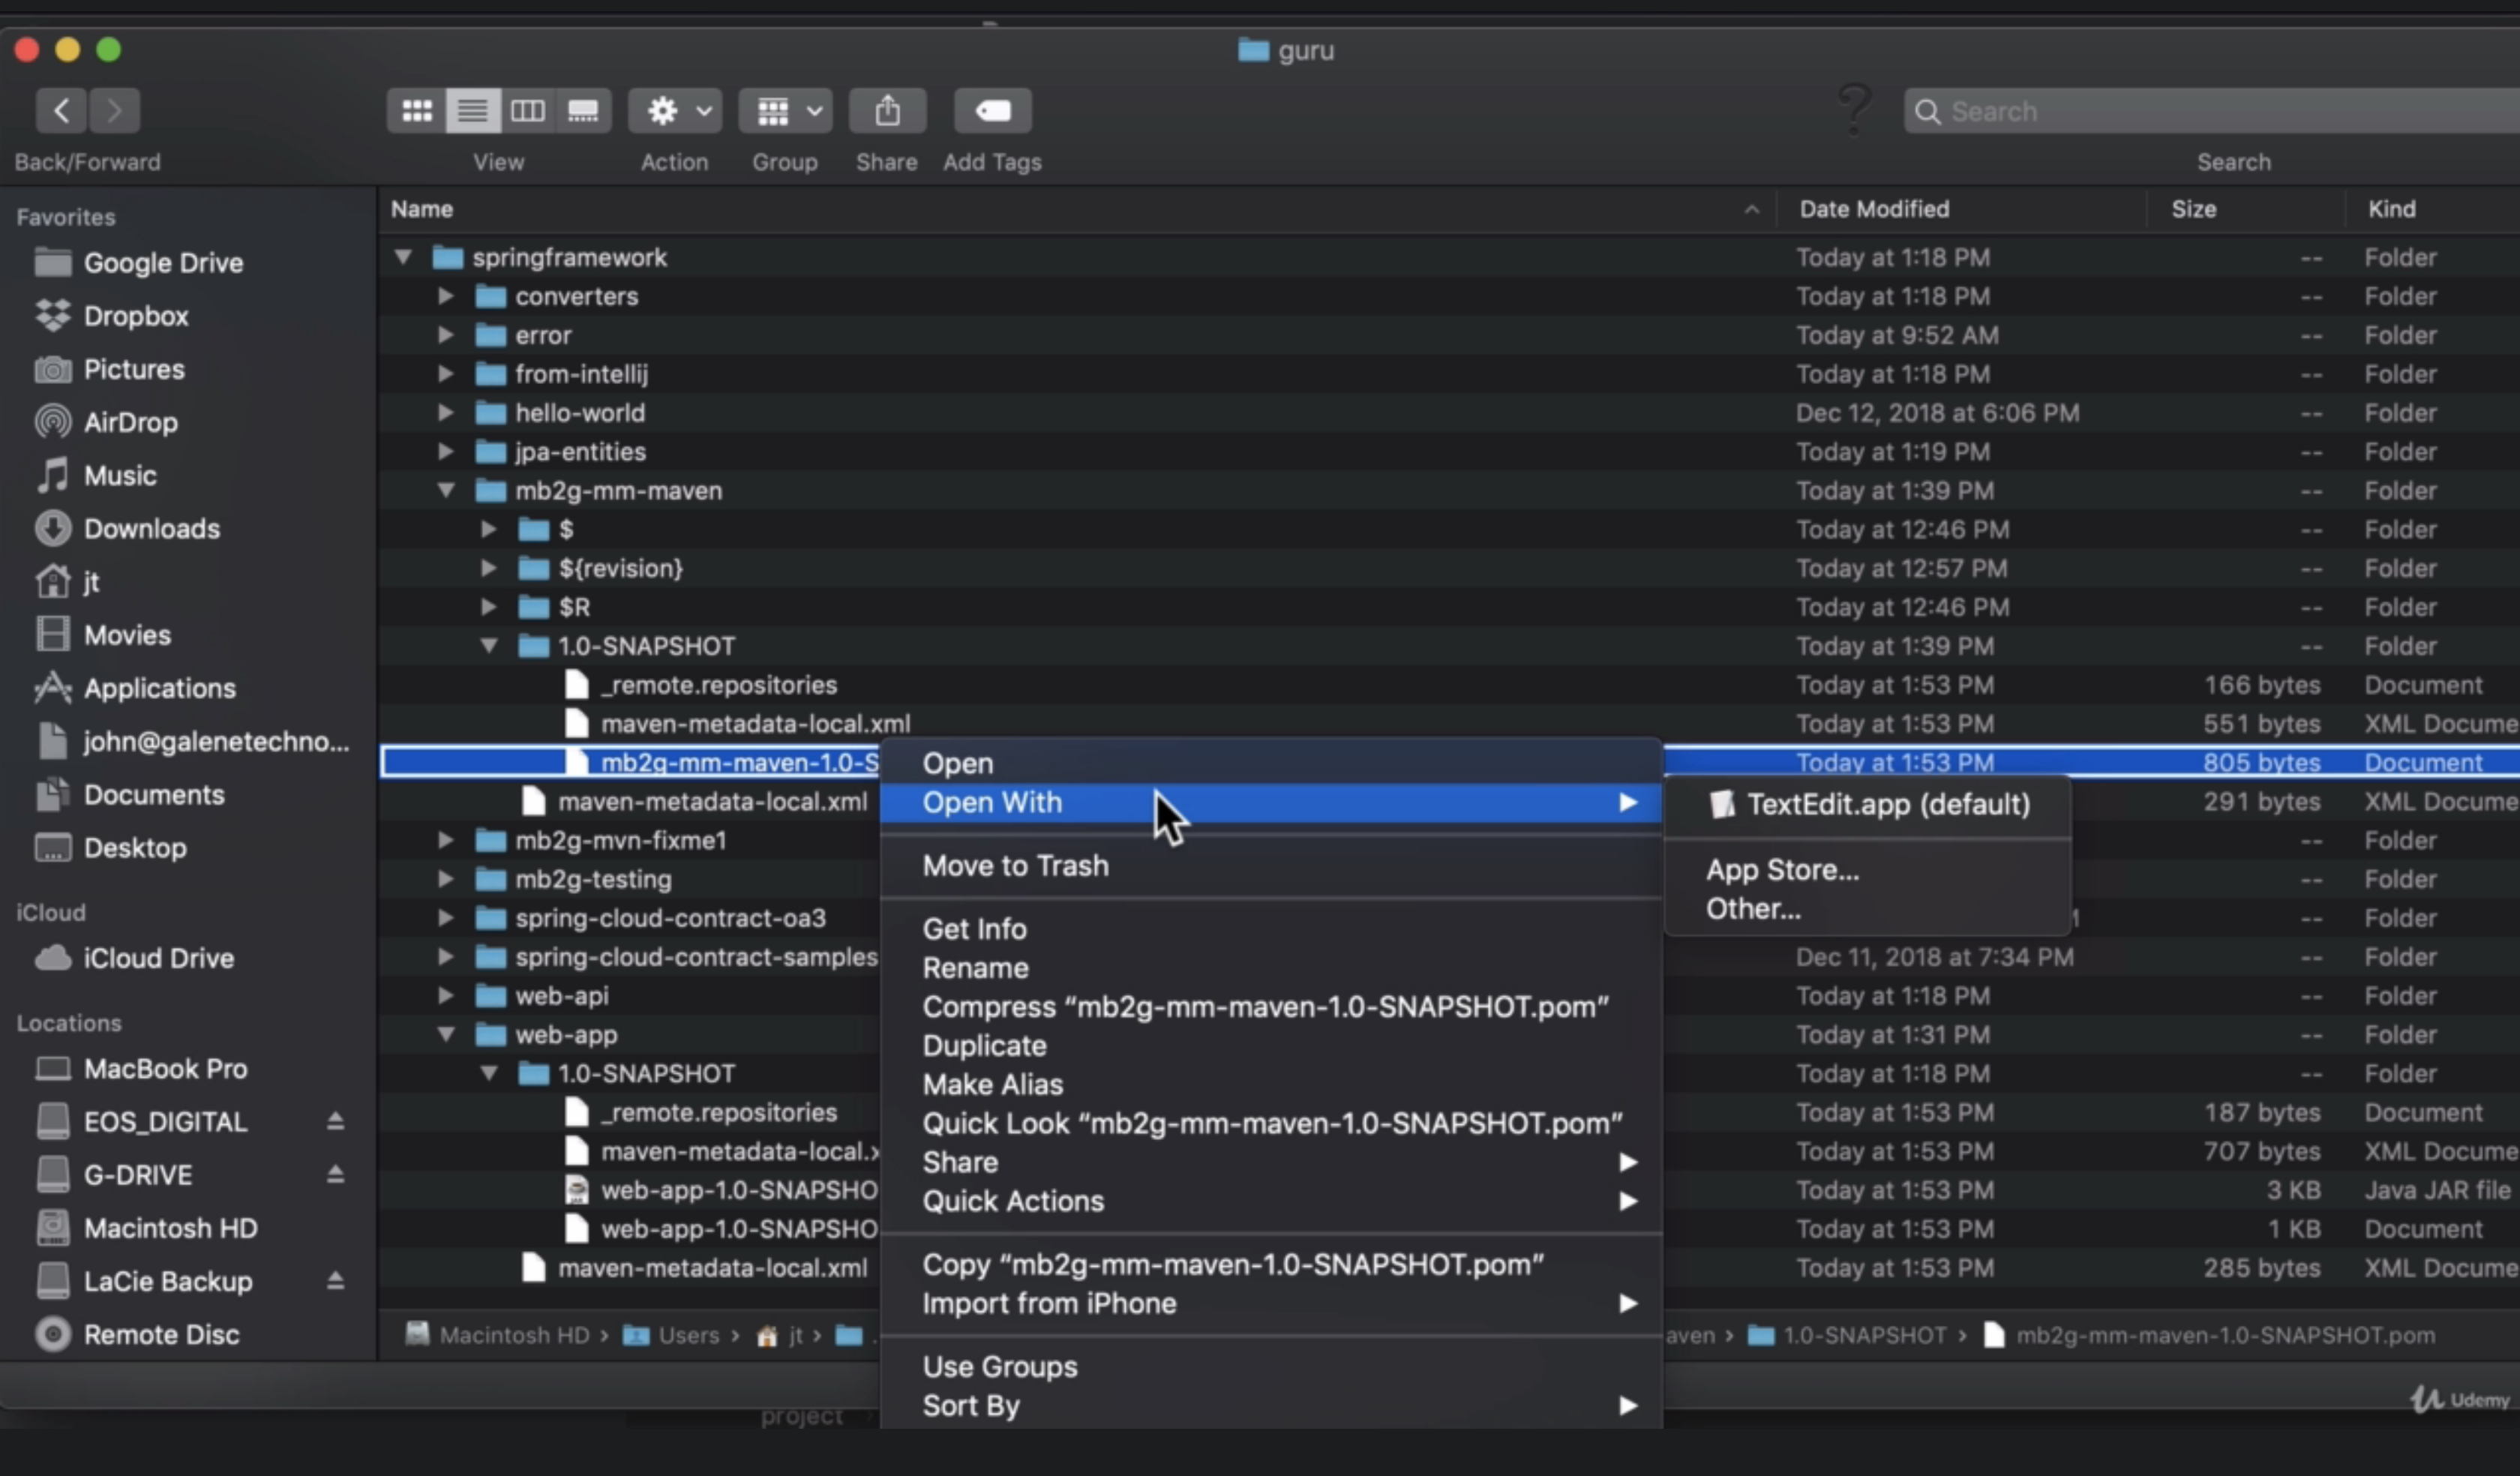 guru
Back/Forward
View
Action
Group
Share
Add Tags
Search
Search
Favorites
Google Drive
Dropbox
Pictures
AirDrop
Music
Downloads
jt
Movies
Applications
john@galenetechno...
Documents
Desktop
iCloud
iCloud Drive
Locations
MacBook Pro
EOS_DIGITAL
G-DRIVE
Macintosh HD
LaCie Backup
Remote Disc
Name Date Modified Size Kind
springframework Today at 1:18 PM -- Folder
converters Today at 1:18 PM -- Folder
error Today at 9:52 AM -- Folder
from-intellij Today at 1:18 PM -- Folder
hello-world Dec 12, 2018 at 6:06 PM -- Folder
jpa-entities Today at 1:19 PM -- Folder
mb2g-mm-maven Today at 1:39 PM -- Folder
$ Today at 12:46 PM -- Folder
${revision} Today at 12:57 PM -- Folder
$R Today at 12:46 PM -- Folder
1.0-SNAPSHOT Today at 1:39 PM -- Folder
_remote.repositories Today at 1:53 PM 166 bytes Document
maven-metadata-local.xml Today at 1:53 PM 551 bytes XML Docume
mb2g-mm-maven-1.0-S Today at 1:53 PM 805 bytes Document
maven-metadata-local.xml 291 bytes XML Docume
mb2g-mvn-fixme1 -- Folder
mb2g-testing -- Folder
spring-cloud-contract-oa3 -- Folder
spring-cloud-contract-samples Dec 11, 2018 at 7:34 PM -- Folder
web-api Today at 1:18 PM -- Folder
web-app Today at 1:31 PM -- Folder
1.0-SNAPSHOT Today at 1:18 PM -- Folder
_remote.repositories Today at 1:53 PM 187 bytes Document
maven-metadata-local.x Today at 1:53 PM 707 bytes XML Docume
web-app-1.0-SNAPSHO Today at 1:53 PM 3 KB Java JAR file
web-app-1.0-SNAPSHO Today at 1:53 PM 1 KB Document
maven-metadata-local.xml Today at 1:53 PM 285 bytes XML Docume
Open
Open With
Move to Trash
Get Info
Rename
Compress “mb2g-mm-maven-1.0-SNAPSHOT.pom”
Duplicate
Make Alias
Quick Look “mb2g-mm-maven-1.0-SNAPSHOT.pom”
Share
Quick Actions
Copy “mb2g-mm-maven-1.0-SNAPSHOT.pom”
Import from iPhone
Use Groups
Sort By
TextEdit.app (default)
App Store...
Other...
Macintosh HD › Users › jt › . aven › 1.0-SNAPSHOT › mb2g-mm-maven-1.0-SNAPSHOT.pom
project
Udemy